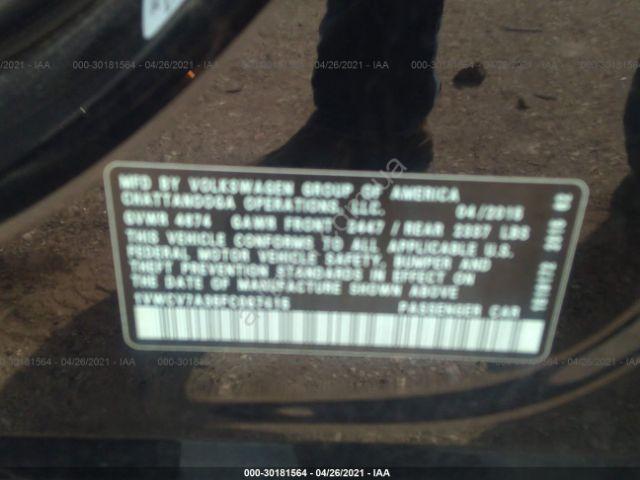 000-30181564 / 04/26/2021 - IAA
MFD BY VOLKSWAGEN GROUP OF AMERICA
CHATTANOOGA OPERATIONS, LLC. 04/2015
GVWR 4674 GAWR FRONT 2447 / REAR LBS
THIS VEHICLE CONFORMS TO ALL APPLICABLE U.S.
FEDERAL MOTOR VEHICLE SAFETY, BUMPER AND
THEFT PREVENTION STANDARDS IN EFFECT ON
THE DATE OF MANUFACTURE SHOWN ABOVE
PASSENGER CAR
000-30181564 / 04/26/2021 - IAA